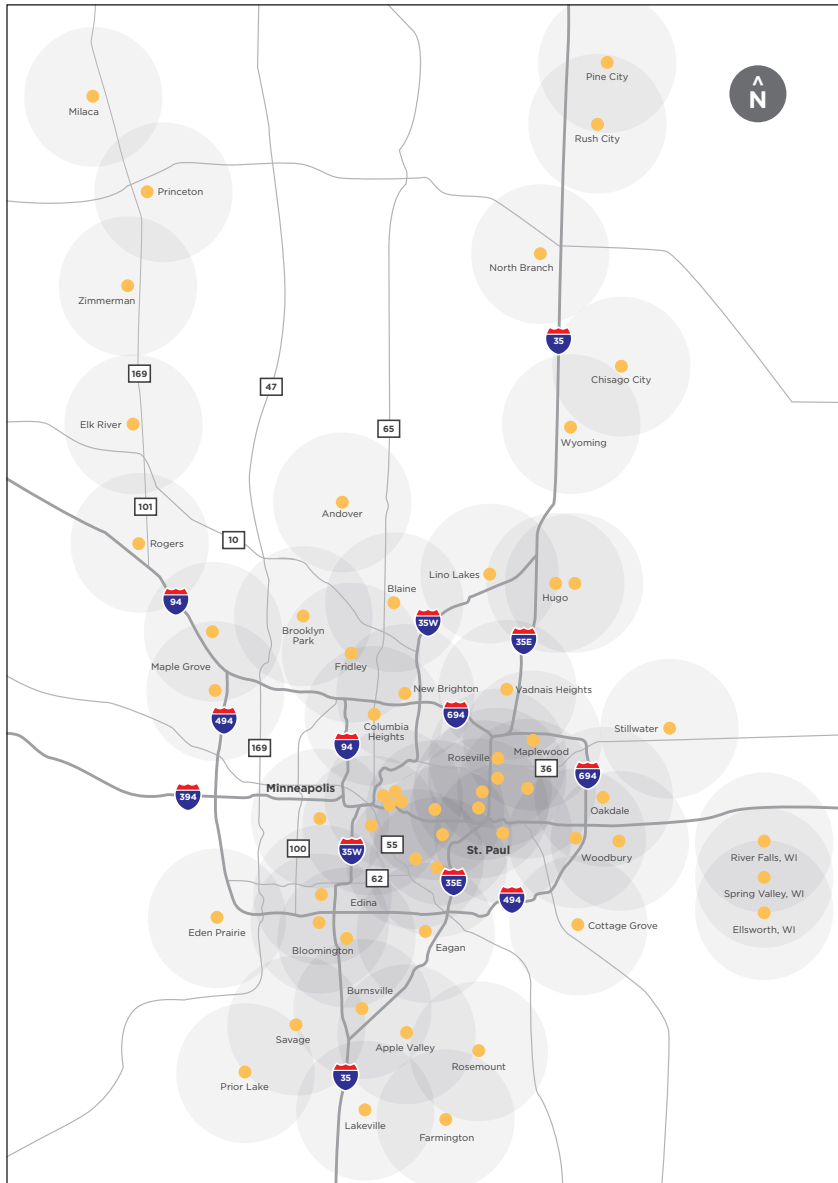 Pine City
^
N
Milaca
Rush City
Princeton
North Branch
Zimmerman
35
169
Chisago City
47
Elk River
65
Wyoming
101
Andover
10
Rogers
Lino Lakes
Hugo
94
Blaine
35W
Brooklyn
Park
35E
Fridley
Maple Grove
New Brighton
Vadnais Heights
494
694
Columbia
Heights
Stillwater
169
94
Roseville
Maplewood
36
694
Minneapolis
394
Oakdale
100
35W
55
St. Paul
Woodbury
River Falls, WI
62
35E
Spring Valley, WI
Edina
494
Ellsworth, WI
Eden Prairie
Cottage Grove
Bloomington
Eagan
Burnsville
Savage
Apple Valley
Rosemount
35
Prior Lake
Lakeville
Farmington